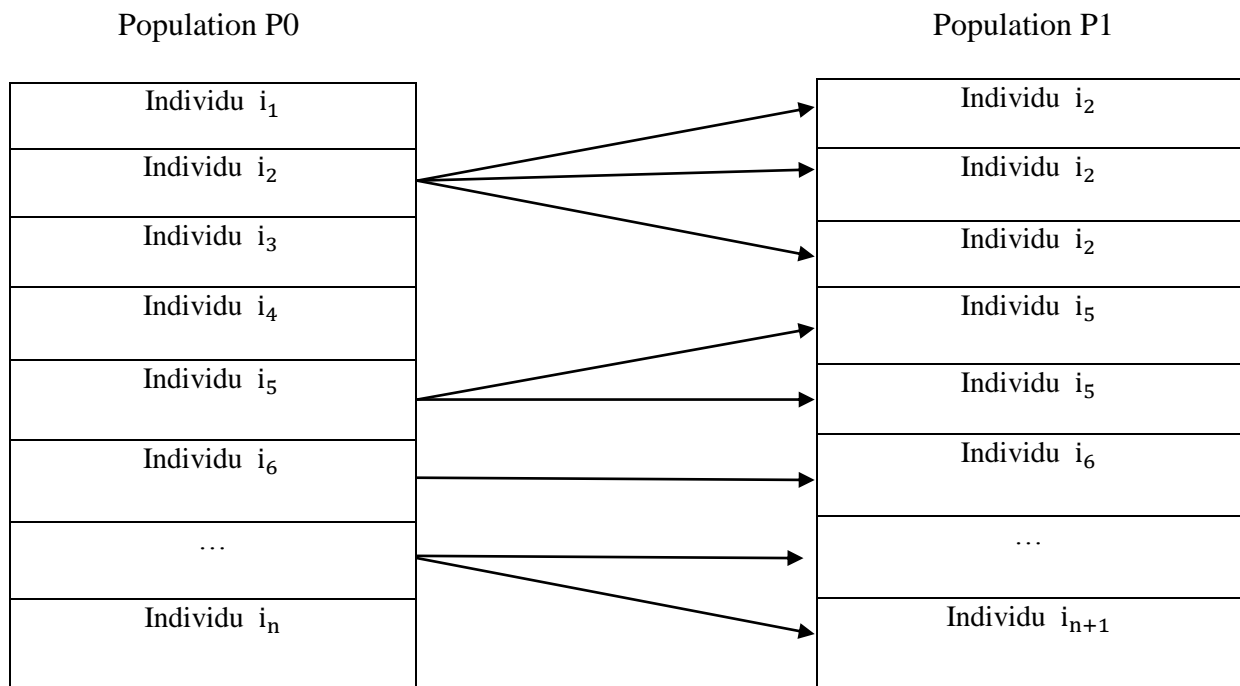 Population P0
Population P1
Individu i₁
Individu i₂
Individu i₃
Individu i₄
Individu i₅
Individu i₆
…
Individu iₙ
Individu i₂
Individu i₂
Individu i₂
Individu i₅
Individu i₅
Individu i₆
…
Individu iₙ₊₁